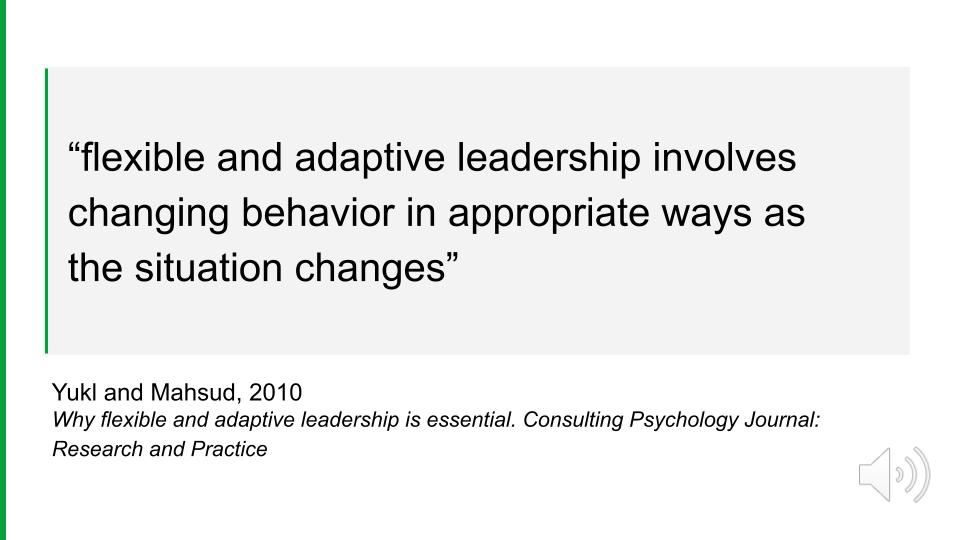 “flexible and adaptive leadership involves
changing behavior in appropriate ways as
the situation changes”
Yukl and Mahsud, 2010
Why flexible and adaptive leadership is essential. Consulting Psychology Journal:
Research and Practice